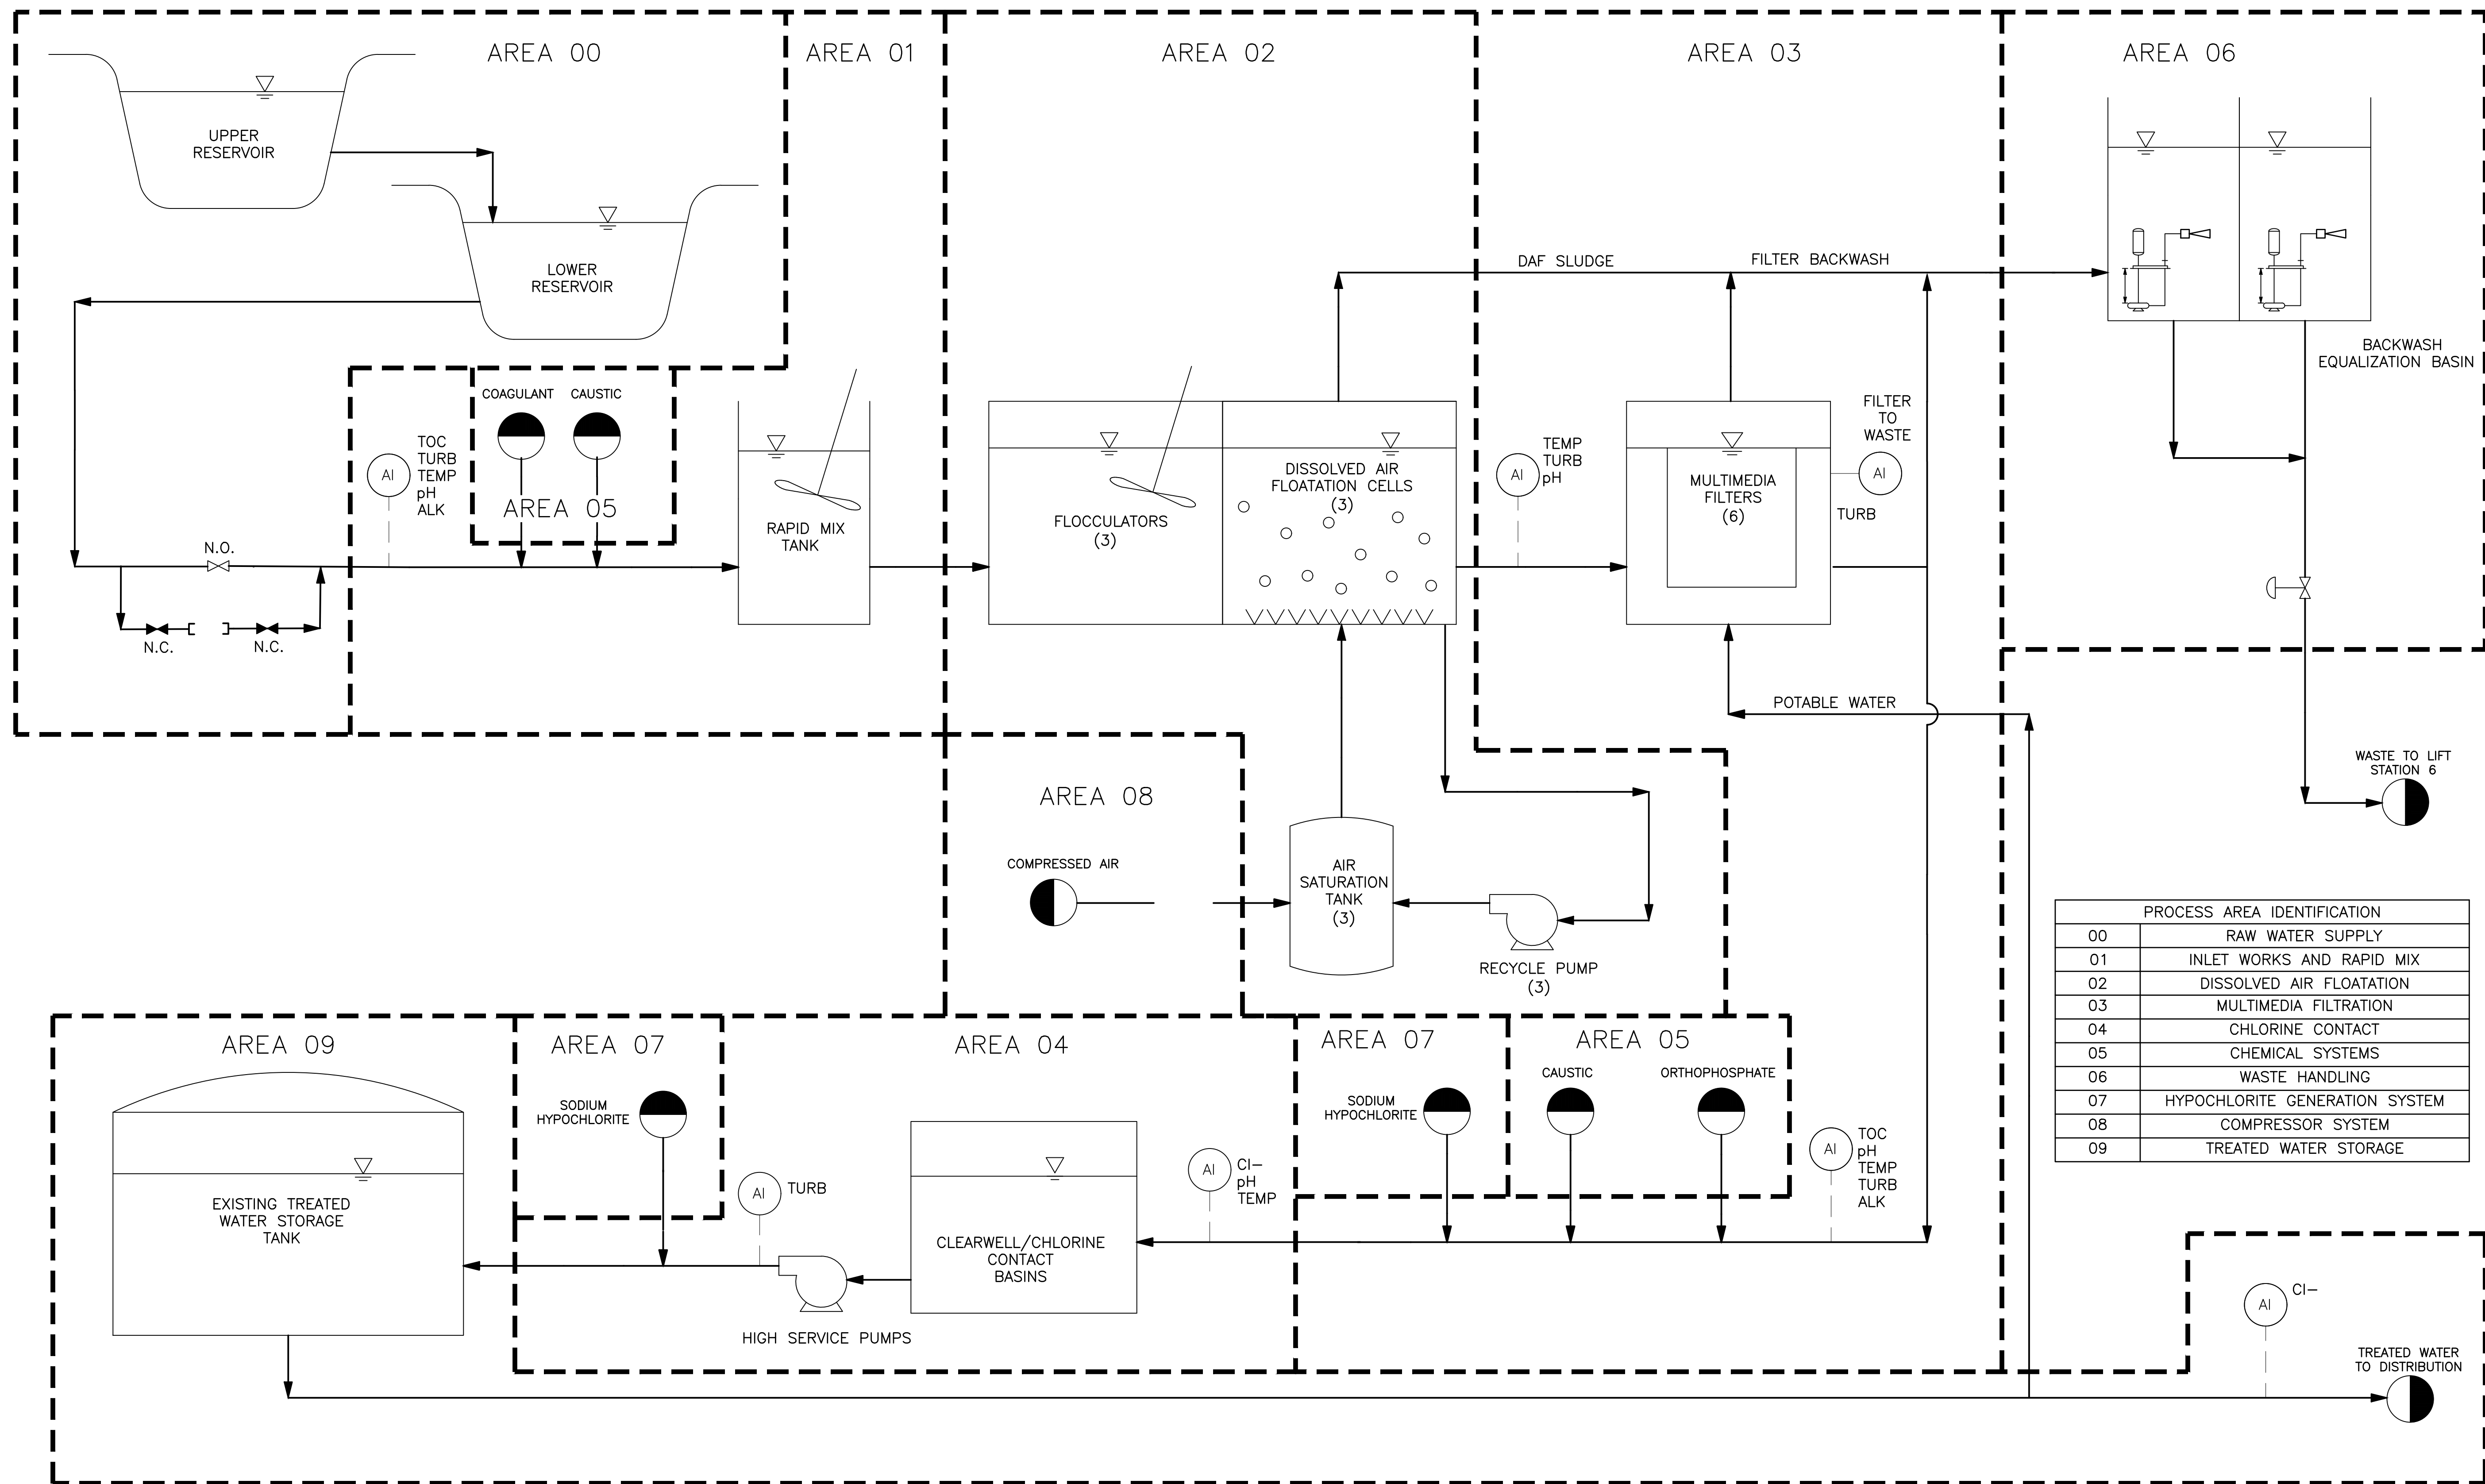 AREA 00
AREA 01
AREA 02
AREA 03
AREA 06
UPPER
RESERVOIR
LOWER
RESERVOIR
DAF SLUDGE
FILTER BACKWASH
BACKWASH
EQUALIZATION BASIN
COAGULANT
CAUSTIC
AREA 05
AI
TOC
TURB
TEMP
pH
ALK
N.O.
N.C.
N.C.
RAPID MIX
TANK
FLOCCULATORS
(3)
DISSOLVED AIR
FLOATATION CELLS
(3)
AI
TEMP
TURB
pH
MULTIMEDIA
FILTERS
(6)
FILTER
TO
WASTE
AI
TURB
POTABLE WATER
WASTE TO LIFT
STATION 6
AREA 08
COMPRESSED AIR
AIR
SATURATION
TANK
(3)
RECYCLE PUMP
(3)
PROCESS AREA IDENTIFICATION
00 RAW WATER SUPPLY
01 INLET WORKS AND RAPID MIX
02 DISSOLVED AIR FLOATATION
03 MULTIMEDIA FILTRATION
04 CHLORINE CONTACT
05 CHEMICAL SYSTEMS
06 WASTE HANDLING
07 HYPOCHLORITE GENERATION SYSTEM
08 COMPRESSOR SYSTEM
09 TREATED WATER STORAGE
AREA 09
AREA 07
AREA 04
AREA 07
AREA 05
EXISTING TREATED
WATER STORAGE
TANK
SODIUM
HYPOCHLORITE
AI
TURB
HIGH SERVICE PUMPS
CLEARWELL/CHLORINE
CONTACT
BASINS
AI
Cl-
pH
TEMP
SODIUM
HYPOCHLORITE
CAUSTIC
ORTHOPHOSPHATE
AI
TOC
pH
TEMP
TURB
ALK
AI
Cl-
TREATED WATER
TO DISTRIBUTION